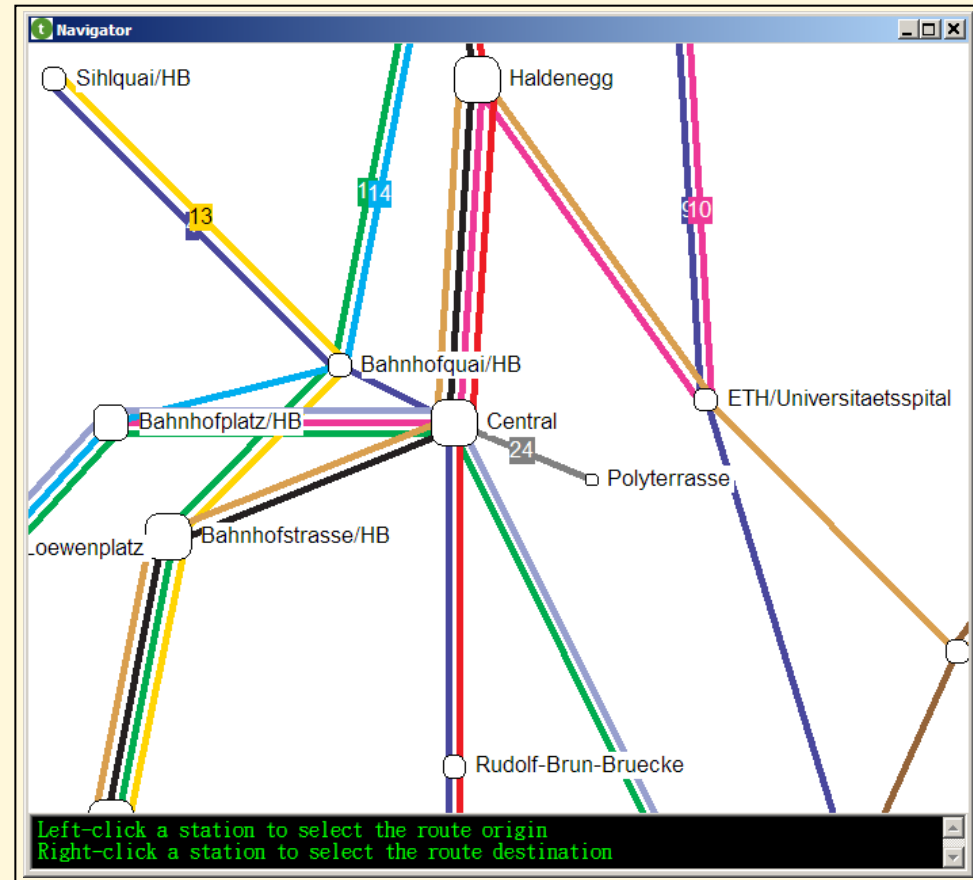 t Navigator
Sihlquai/HB
Haldenegg
14
13
10
Bahnhofquai/HB
ETH/Universitaetsspital
Bahnhofplatz/HB
Central
24
Polyterrasse
Bahnhofstrasse/HB
Loewenplatz
Rudolf-Brun-Bruecke
Left-click a station to select the route origin
Right-click a station to select the route destination